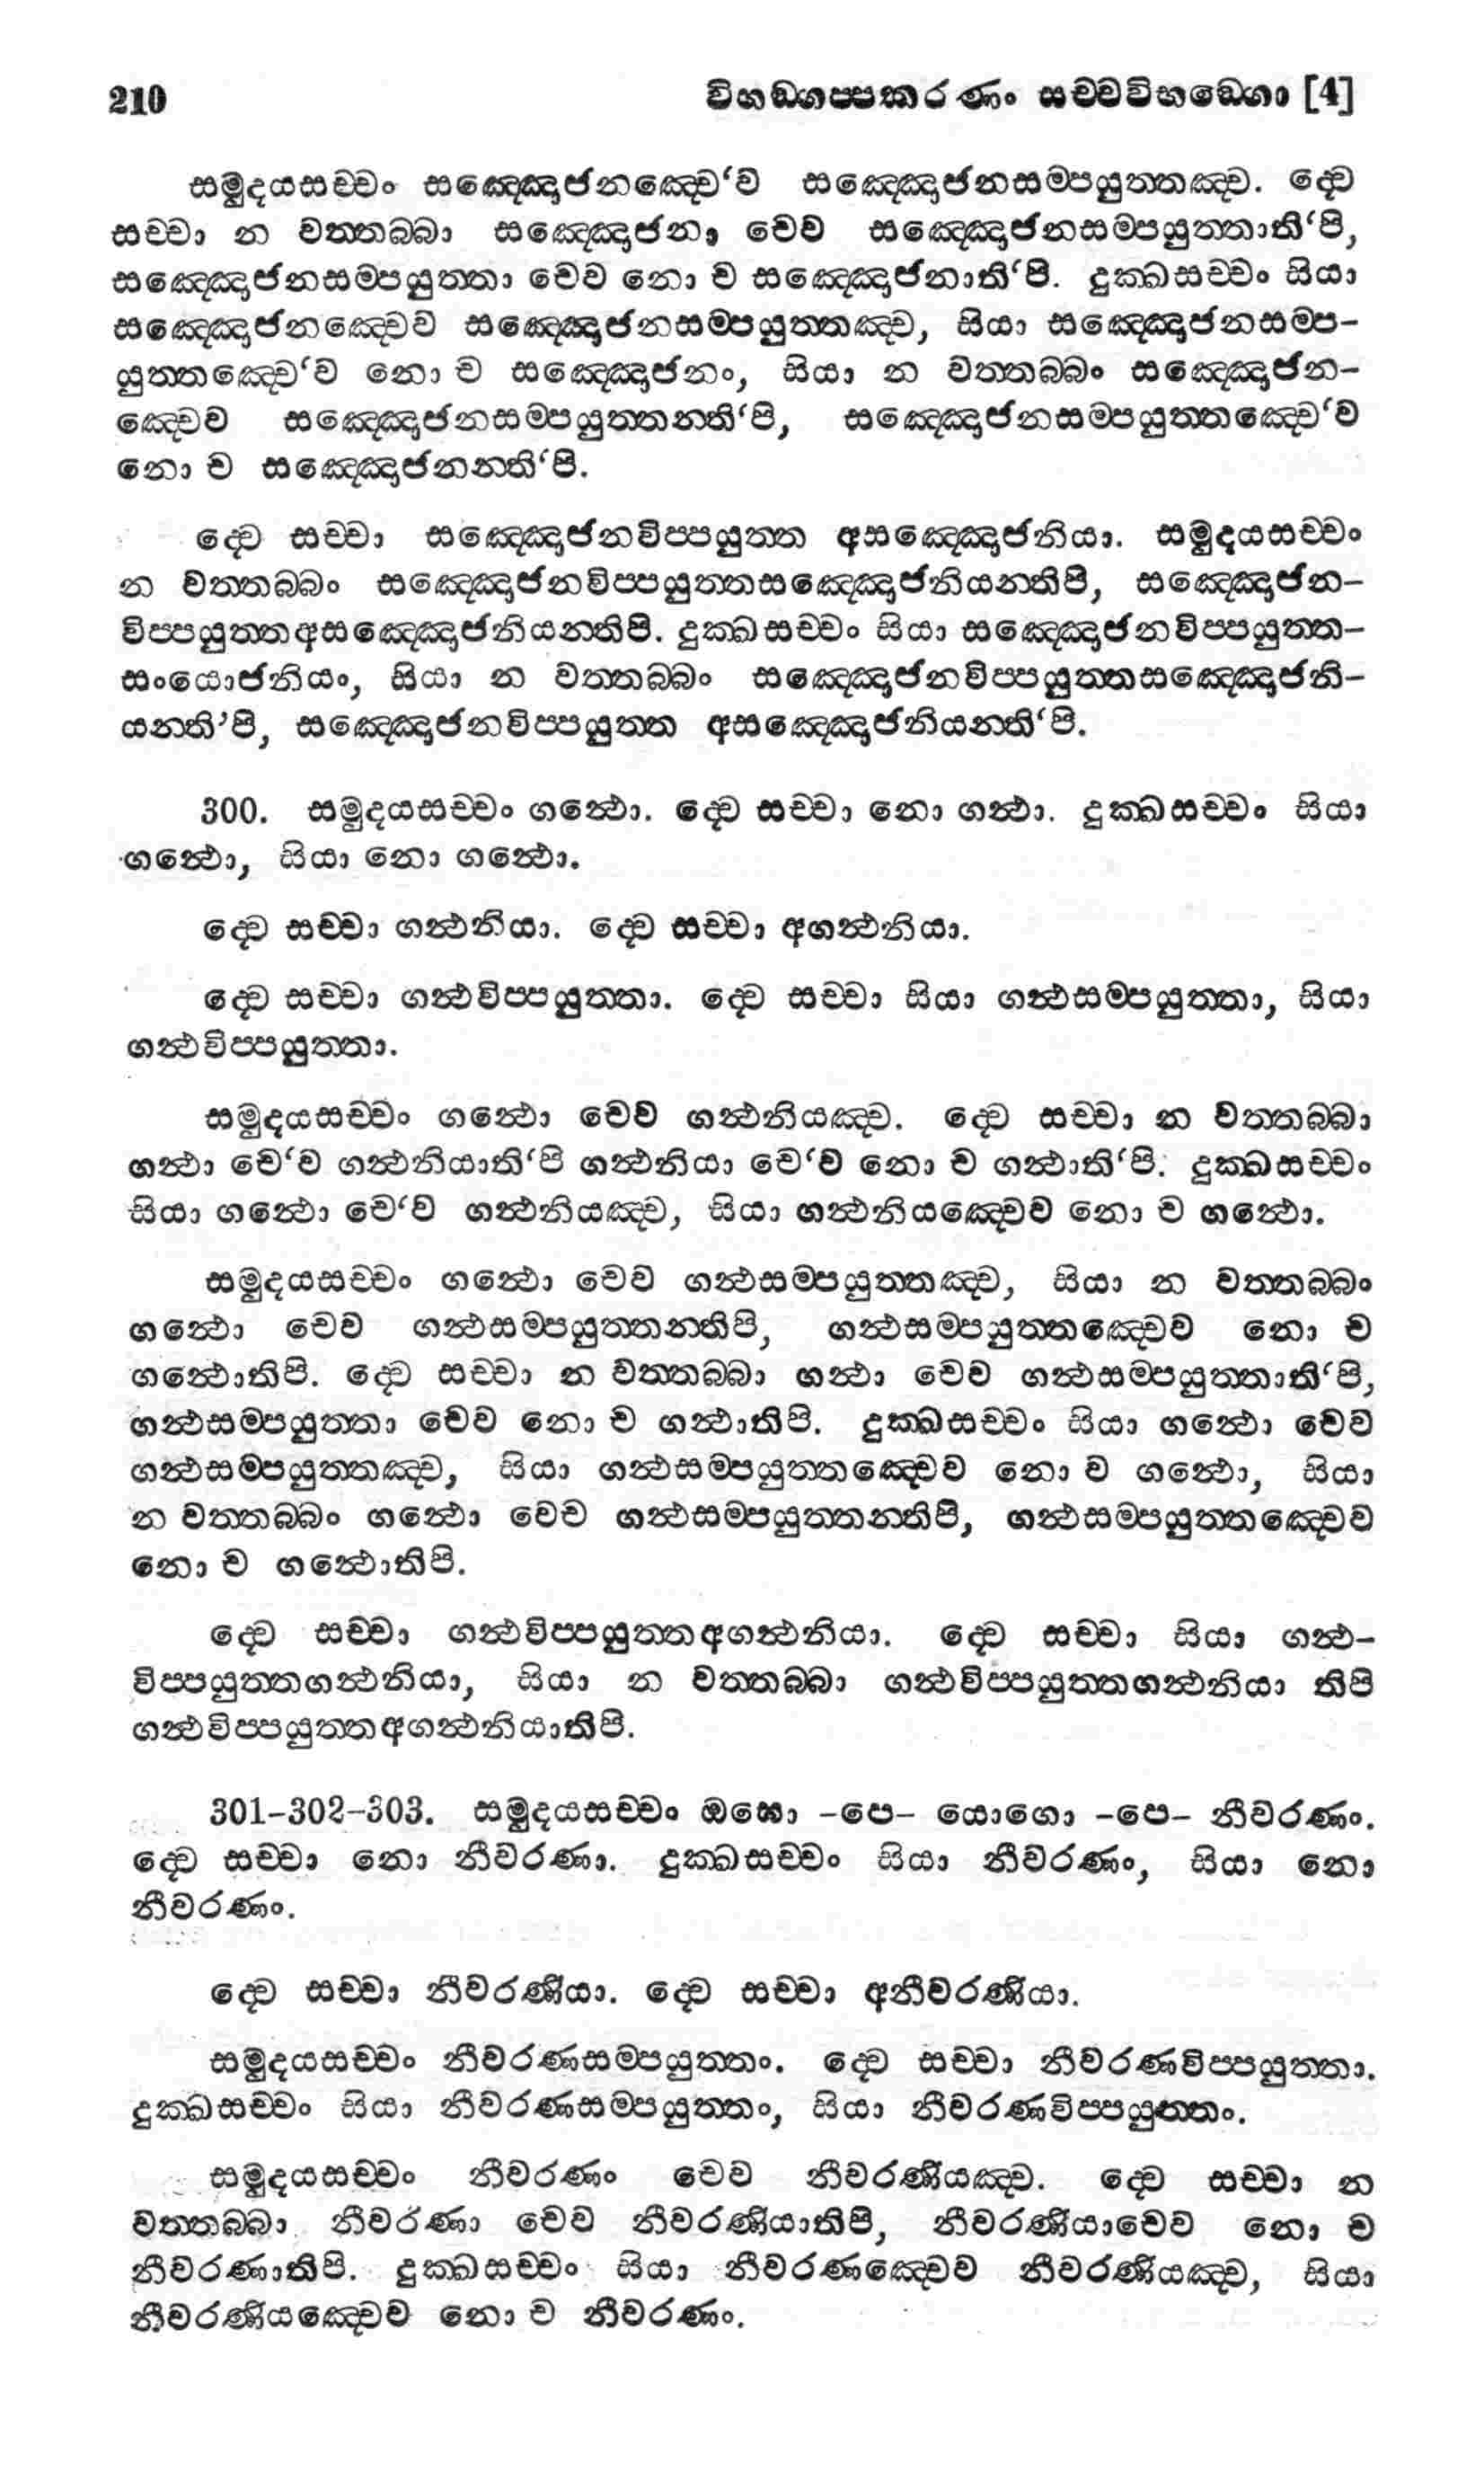 210 විභඞ්ගප්පකරණං සච්චවිභඞ්ගො [4]
සමුදයසච්චං සඤ්ඤොජනඤ්චෙ‘ව සඤ්ඤොජනසම්පයුත්තඤ්ච. ද්වෙ
සච්චා න වත්තබ්බා සඤ්ඤොජනා චෙව සඤ්ඤොජනසම්පයුත්තාති‘පි,
සඤ්ඤොජනසම්පයුත්තා චෙව නො ච සඤ්ඤොජනාති‘පි. දුක්ඛසච්චං සියා
සඤ්ඤොජනඤ්චෙව සඤ්ඤොජනසම්පයුත්තඤ්ච, සියා සඤ්ඤොජනසම්ප-
යුත්තඤ්චෙ‘ව නො ච සඤ්ඤොජනං, සියා න වත්තබ්බං සඤ්ඤොජන-
ඤ්චෙව සඤ්ඤොජනසම්පයුත්තන්ති‘පි, සඤ්ඤොජනසම්පයුත්තඤ්චෙ‘ව
නො ච සඤ්ඤොජනන්ති‘පි.
ද්වෙ සච්චා සඤ්ඤොජනවිප්පයුත්ත අසඤ්ඤොජනියා. සමුදයසච්චං
න වත්තබ්බං සඤ්ඤොජනවිප්පයුත්තසඤ්ඤොජනියන්තිපි, සඤ්ඤොජන-
විප්පයුත්තඅසඤ්ඤොජනියන්තිපි. දුක්ඛසච්චං සියා සඤ්ඤොජනවිප්පයුත්ත-
සංයොජනියං, සියා න වත්තබ්බං සඤ්ඤොජනවිප්පයුත්තසඤ්ඤොජනි-
යන්ති’පි, සඤ්ඤොජනවිප්පයුත්ත අසඤ්ඤොජනියන්ති‘පි.
300. සමුදයසච්චං ගන්ථො. ද්වෙ සච්චා නො ගන්ථා. දුක්ඛසච්චං සියා
ගන්ථො, සියා නො ගන්ථො.
ද්වෙ සච්චා ගන්ථනියා. ද්වෙ සච්චා අගන්ථනියා.
ද්වෙ සච්චා ගන්ථවිප්පයුත්තා. ද්වෙ සච්චා සියා ගන්ථසම්පයුත්තා, සියා
ගන්ථවිප්පයුත්තා.
සමුදයසච්චං ගන්ථො චෙව ගන්ථනියඤ්ච. ද්වෙ සච්චා න වත්තබ්බා
ගන්ථා චෙ‘ව ගන්ථනියාති‘පි ගන්ථනියා චෙ‘ව නො ච ගන්ථාති‘පි. දුක්ඛසච්චං
සියා ගන්ථො චෙ‘ව ගන්ථනියඤ්ච, සියා ගන්ථනියඤ්චෙව නො ච ගන්ථො.
සමුදයසච්චං ගන්ථො චෙව ගන්ථසම්පයුත්තඤ්ච, සියා න වත්තබ්බං
ගන්ථො චෙව ගන්ථසම්පයුත්තන්තිපි, ගන්ථසම්පයුත්තඤ්චෙව නො ච
ගන්ථොතිපි. ද්වෙ සච්චා න වත්තබ්බා ගන්ථා චෙව ගන්ථසම්පයුත්තාති‘පි,
ගන්ථසම්පයුත්තා චෙව නො ච ගන්ථාතිපි. දුක්ඛසච්චං සියා ගන්ථො චෙව
ගන්ථසම්පයුත්තඤ්ච, සියා ගන්ථසම්පයුත්තඤ්චෙව නො ච ගන්ථො, සියා
න වත්තබ්බං ගන්ථො චෙව ගන්ථසම්පයුත්තන්තිපි, ගන්ථසම්පයුත්තඤ්චෙව
නො ච ගන්ථොතිපි.
ද්වෙ සච්චා ගන්ථවිප්පයුත්තඅගන්ථනියා. ද්වෙ සච්චා සියා ගන්ථ-
විප්පයුත්තගන්ථනියා, සියා න වත්තබ්බා ගන්ථවිප්පයුත්තගන්ථනියා තිපි
ගන්ථවිප්පයුත්තඅගන්ථනියාතිපි.
301-302-303. සමුදයසච්චං ඔඝො -පෙ- යොගො -පෙ- නීවරණං.
ද්වෙ සච්චා නො නීවරණා. දුක්ඛසච්චං සියා නීවරණං, සියා නො
නීවරණං.
ද්වෙ සච්චා නීවරණියා. ද්වෙ සච්චා අනීවරණියා.
සමුදයසච්චං නීවරණසම්පයුත්තං. ද්වෙ සච්චා නීවරණවිප්පයුත්තා.
දුක්ඛසච්චං සියා නීවරණසම්පයුත්තං, සියා නීවරණවිප්පයුත්තං.
සමුදයසච්චං නීවරණං චෙව නීවරණියඤ්ච. ද්වෙ සච්චා න
වත්තබ්බා නීවරණා චෙව නීවරණියාතිපි, නීවරණියාචෙව නො ච
නීවරණාතිපි. දුක්ඛසච්චං සියා නීවරණඤ්චෙව නීවරණියඤ්ච, සියා
නීවරණියඤ්චෙව නො ච නීවරණං.